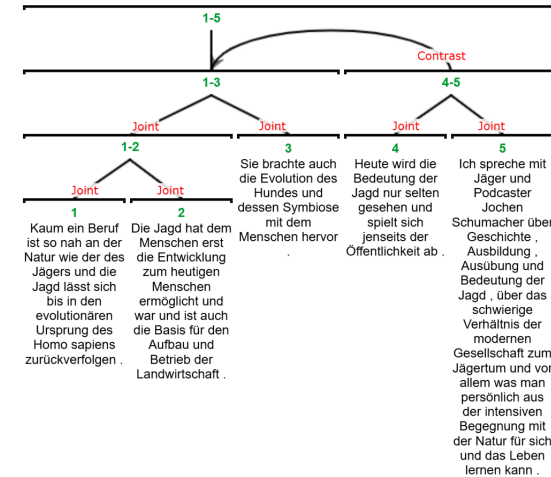 1-5
Contrast
1-3
4-5
Joint
Joint
Joint
Joint
1-2
3
4
5
Sie brachte auch
die Evolution des
Hundes und
dessen Symbiose
mit dem
Menschen hervor
.
Heute wird die
Bedeutung der
Jagd nur selten
gesehen und
spielt sich
jenseits der
Öffentlichkeit ab .
Ich spreche mit
Jäger und
Podcaster
Jochen
Schumacher über
Geschichte ,
Ausbildung ,
Ausübung und
Bedeutung der
Jagd , über das
schwierige
Verhältnis der
modernen
Gesellschaft zum
Jägertum und vor
allem was man
persönlich aus
der intensiven
Begegnung mit
der Natur für sich
und das Leben
lernen kann .
Joint
Joint
1
2
Kaum ein Beruf
ist so nah an der
Natur wie der des
Jägers und die
Jagd lässt sich
bis in den
evolutionären
Ursprung des
Homo sapiens
zurückverfolgen .
Die Jagd hat dem
Menschen erst
die Entwicklung
zum heutigen
Menschen
ermöglicht und
war und ist auch
die Basis für den
Aufbau und
Betrieb der
Landwirtschaft .